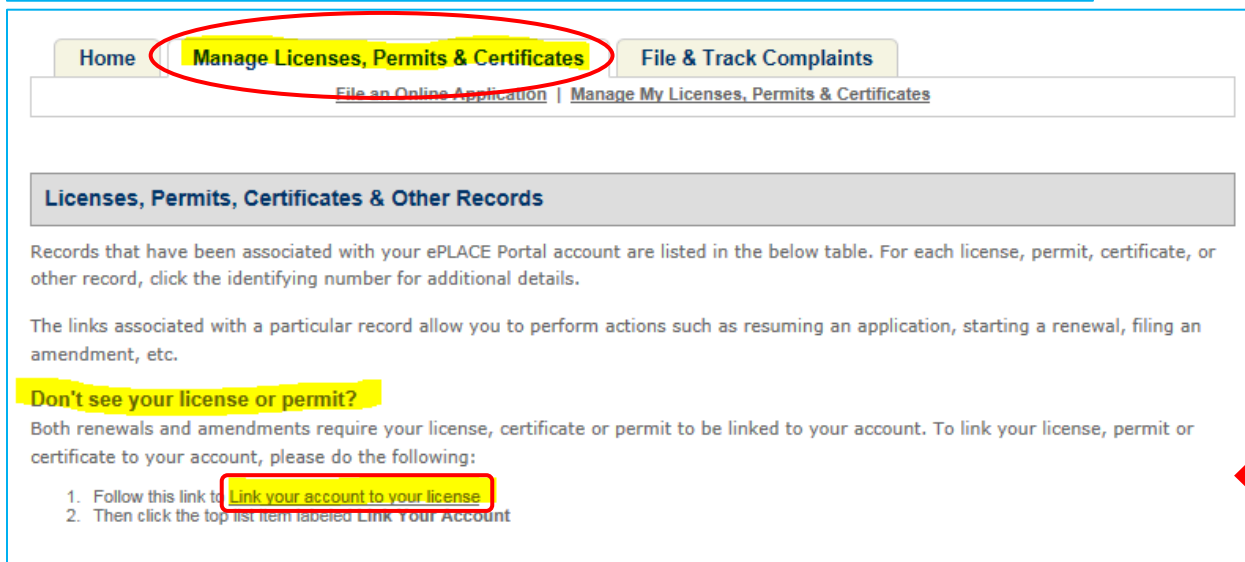 Home Manage Licenses, Permits & Certificates File & Track Complaints
File an Online Application | Manage My Licenses, Permits & Certificates
Licenses, Permits, Certificates & Other Records
Records that have been associated with your ePLACE Portal account are listed in the below table. For each license, permit, certificate, or
other record, click the identifying number for additional details.
The links associated with a particular record allow you to perform actions such as resuming an application, starting a renewal, filing an
amendment, etc.
Don't see your license or permit?
Both renewals and amendments require your license, certificate or permit to be linked to your account. To link your license, permit or
certificate to your account, please do the following:
1. Follow this link to Link your account to your license
2. Then click the top list item labeled Link Your Account